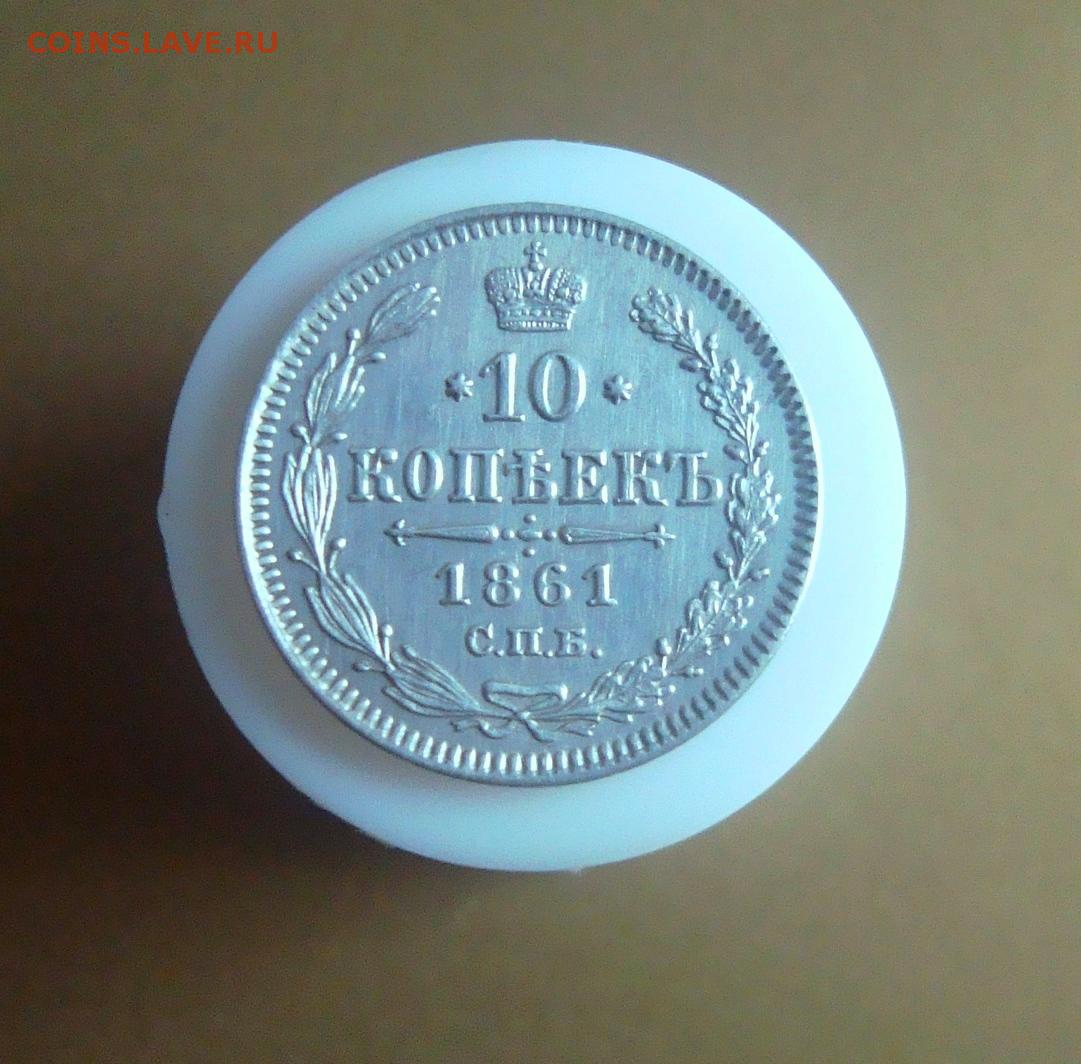 COINS.LAVE.RU
* 10 *
КОПѢЕКЪ
1861
С.П.Б.